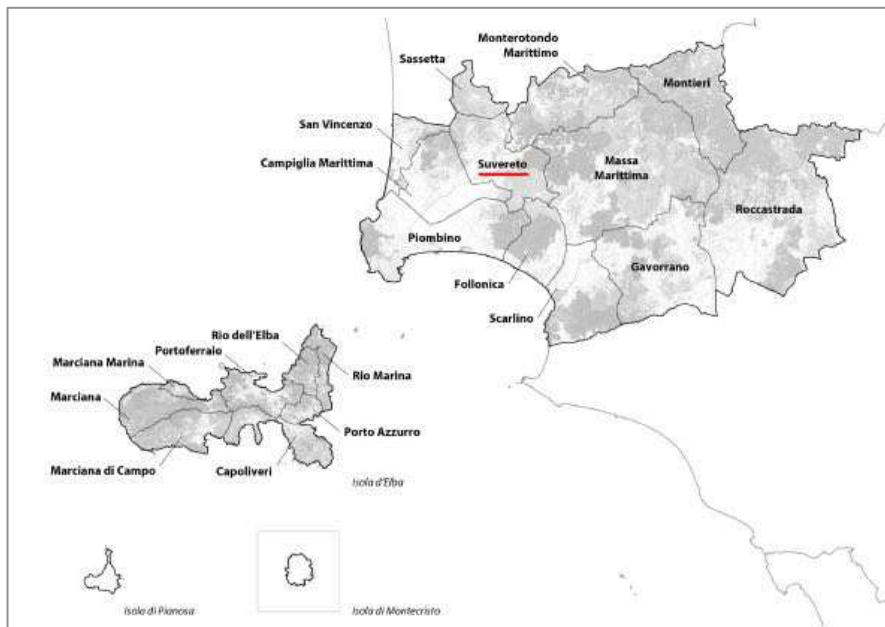 Monterotondo
Marittimo
Sassetta
Montieri
San Vincenzo
Campiglia Marittima
Suvereto
Massa
Marittima
Roccastrada
Piombino
Gavorrano
Follonica
Scarlino
Rio dell'Elba
Portoferraio
Marciana Marina
Rio Marina
Marciana
Porto Azzurro
Marciana di Campo
Capoliveri
Isola d'Elba
Isola di Pianosa
Isola di Montecristo